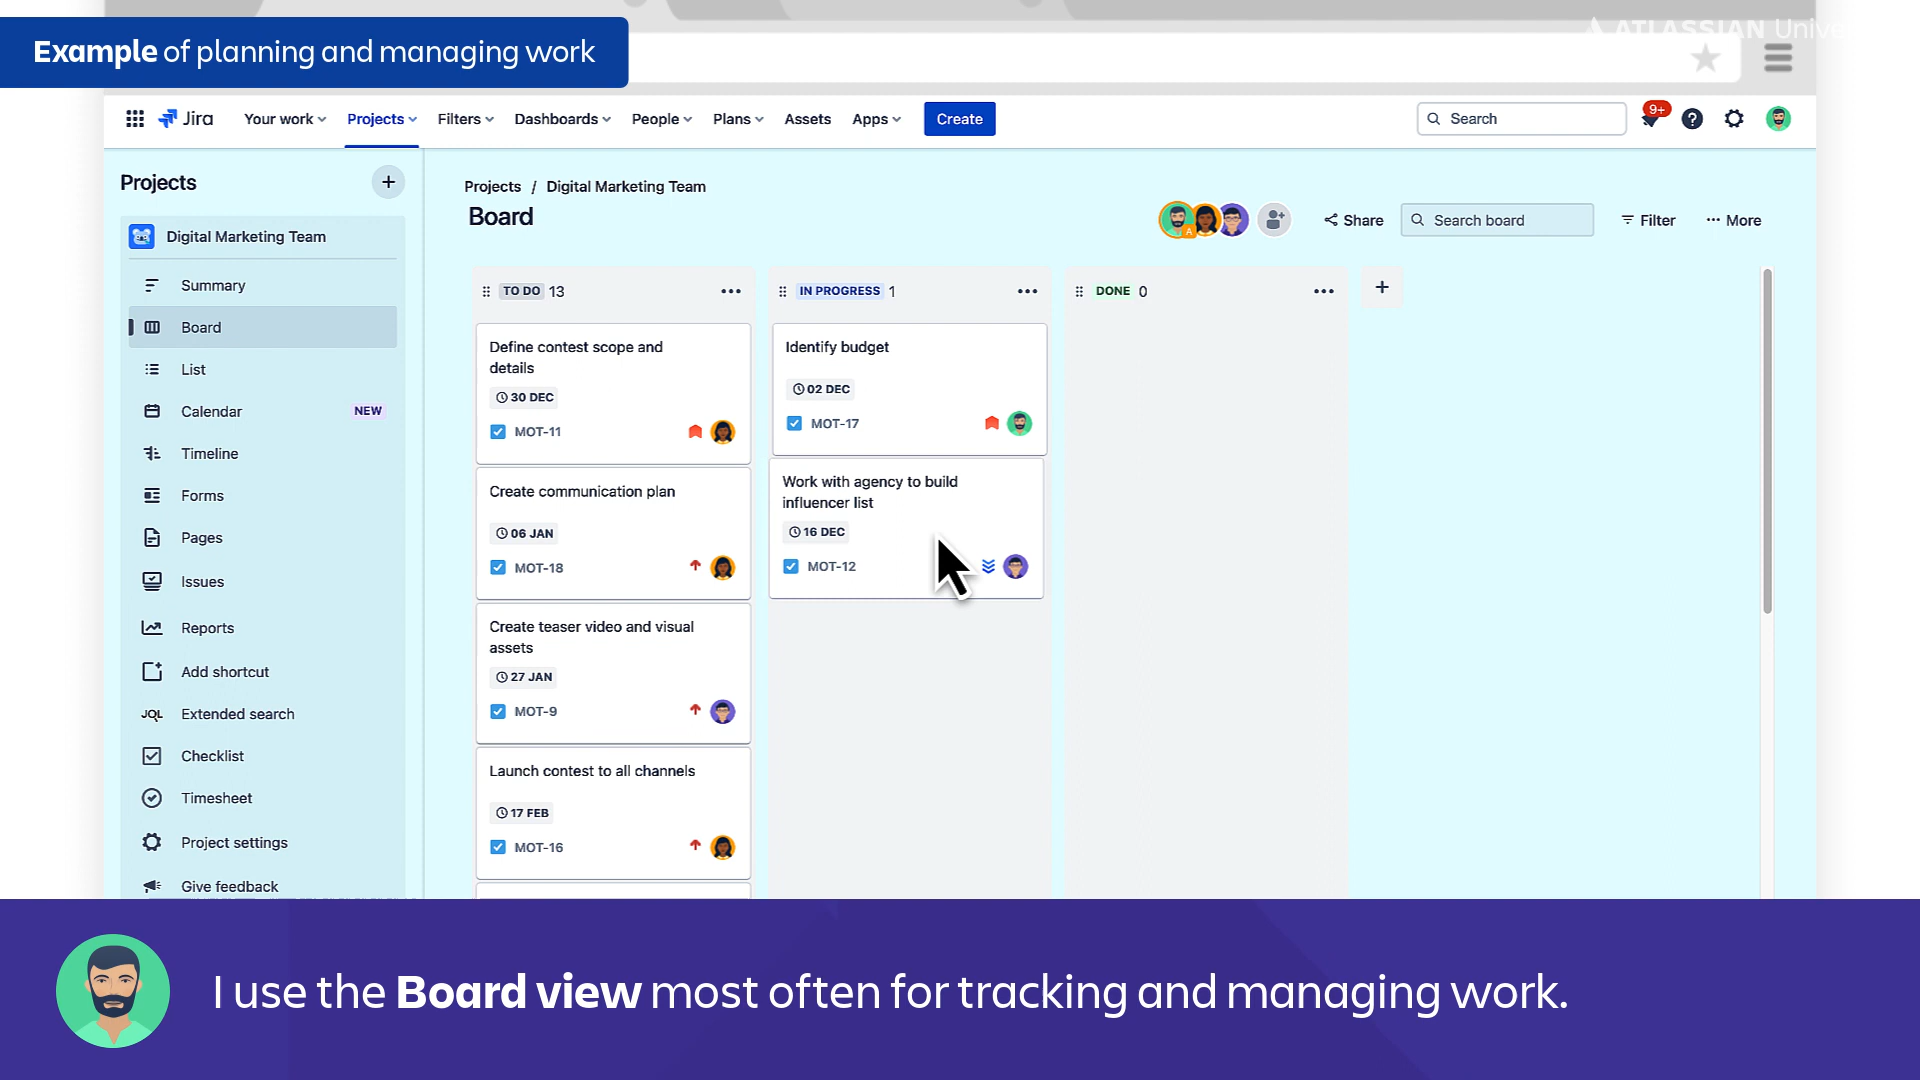 Example of planning and managing work
ATLASSIAN Unive
Jira
Your work
Projects
Filters
Dashboards
People
Plans
Assets
Apps
Create
Search
9+
Projects
Digital Marketing Team
Summary
Board
List
Calendar NEW
Timeline
Forms
Pages
Issues
Reports
Add shortcut
JQL Extended search
Checklist
Timesheet
Project settings
Give feedback
Projects / Digital Marketing Team
Board
A
Share
Search board
Filter
More
TO DO 13
Define contest scope and
details
30 DEC
MOT-11
Create communication plan
06 JAN
MOT-18
Create teaser video and visual
assets
27 JAN
MOT-9
Launch contest to all channels
17 FEB
MOT-16
IN PROGRESS 1
Identify budget
02 DEC
MOT-17
Work with agency to build
influencer list
16 DEC
MOT-12
DONE 0
I use the Board view most often for tracking and managing work.